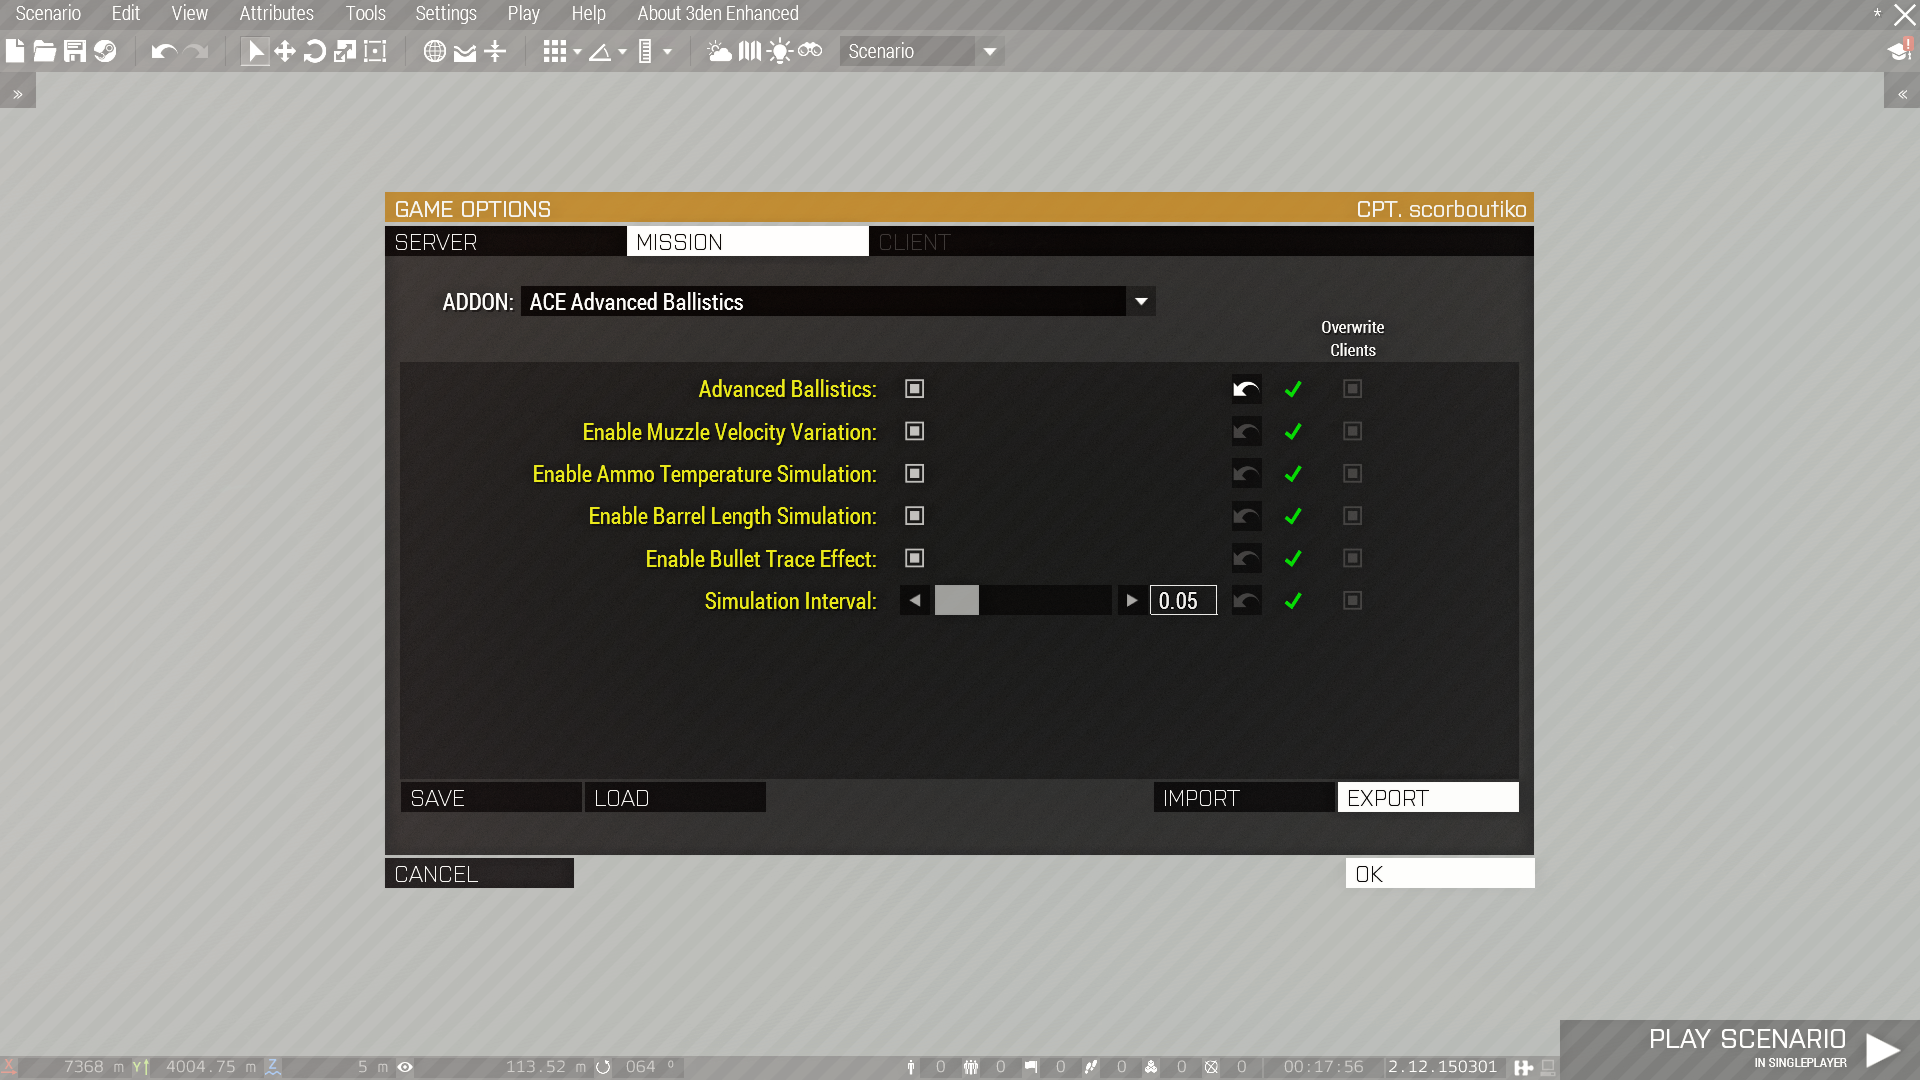 Scenario Edit View Attributes Tools Settings Play Help About 3den Enhanced *
Scenario
GAME OPTIONS CPT. scorboutiko
SERVER MISSION CLIENT
ADDON: ACE Advanced Ballistics
Overwrite
Clients
Advanced Ballistics:
Enable Muzzle Velocity Variation:
Enable Ammo Temperature Simulation:
Enable Barrel Length Simulation:
Enable Bullet Trace Effect:
Simulation Interval: 0.05
SAVE LOAD IMPORT EXPORT
CANCEL OK
PLAY SCENARIO
IN SINGLEPLAYER
X 7368 m Y 4004.75 m Z 5 m 113.52 m 064 ° 0 0 0 0 0 0 00:17:56 2.12.150301